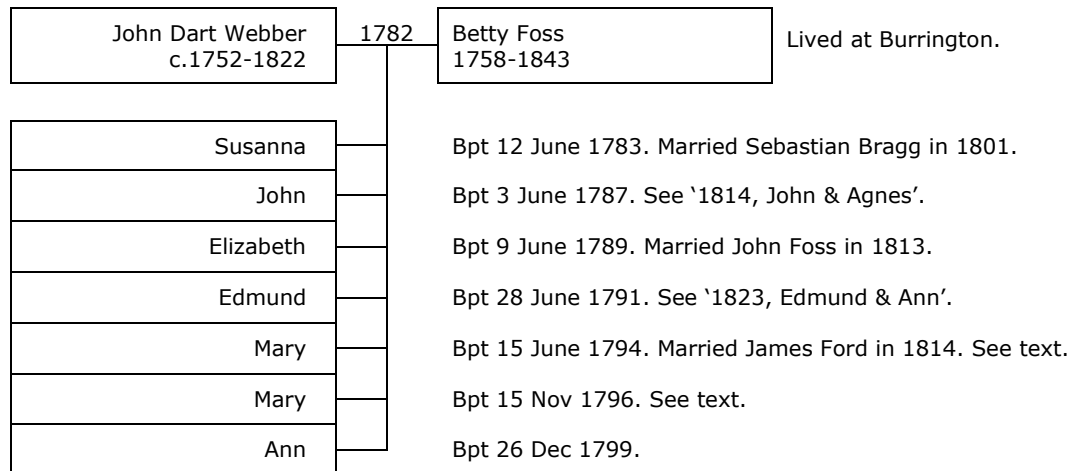 John Dart Webber 1782 Betty Foss Lived at Burrington.
c.1752-1822 1758-1843
Susanna Bpt 12 June 1783. Married Sebastian Bragg in 1801.
John Bpt 3 June 1787. See ‘1814, John & Agnes’.
Elizabeth Bpt 9 June 1789. Married John Foss in 1813.
Edmund Bpt 28 June 1791. See ‘1823, Edmund & Ann’.
Mary Bpt 15 June 1794. Married James Ford in 1814. See text.
Mary Bpt 15 Nov 1796. See text.
Ann Bpt 26 Dec 1799.